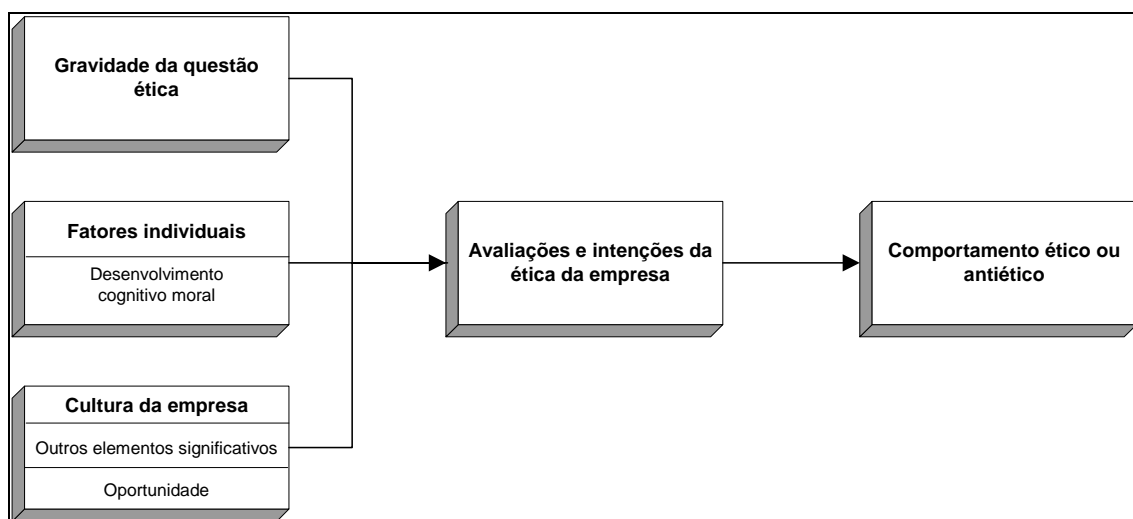 Gravidade da questão
ética
Fatores individuais
Desenvolvimento
cognitivo moral
Cultura da empresa
Outros elementos significativos
Oportunidade
Avaliações e intenções da
ética da empresa
Comportamento ético ou
antiético